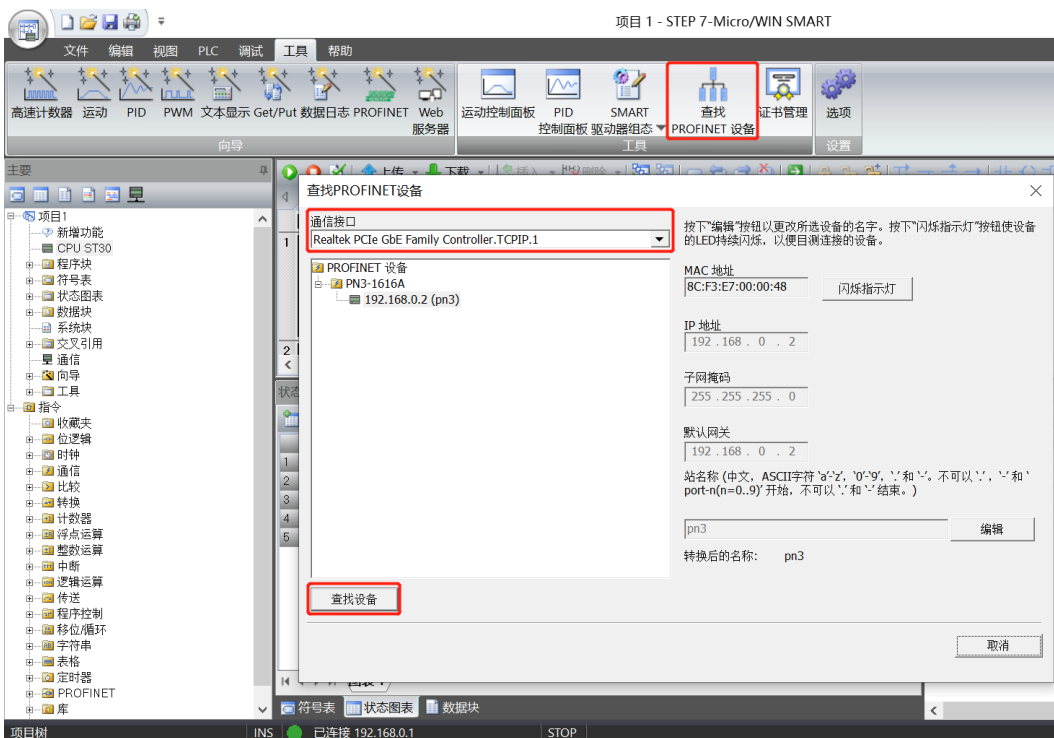 项目 1 - STEP 7-Micro/WIN SMART
文件 编辑 视图 PLC 调试 工具 帮助
高速计数器 运动 PID PWM 文本显示 Get/Put 数据日志 PROFINET Web 服务器
运动控制面板 PID 控制面板 SMART 驱动器组态 查找 PROFINET 设备 证书管理 选项
向导 工具 设置
主要
上传 下载 插入 删除
项目1
新增功能
CPU ST30
程序块
符号表
状态图表
数据块
系统块
交叉引用
通信
向导
工具
指令
收藏夹
位逻辑
时钟
通信
比较
转换
计数器
浮点运算
整数运算
中断
逻辑运算
传送
程序控制
移位/循环
字符串
表格
定时器
PROFINET
库
1
2
状态
1
2
3
4
5
查找PROFINET设备
通信接口
Realtek PCIe GbE Family Controller.TCPIP.1
PROFINET 设备
PN3-1616A
192.168.0.2 (pn3)
查找设备
按下"编辑"按钮以更改所选设备的名字。按下"闪烁指示灯"按钮使设备
的LED持续闪烁，以便目测连接的设备。
MAC 地址
8C:F3:E7:00:00:48 闪烁指示灯
IP 地址
192 . 168 . 0 . 2
子网掩码
255 . 255 . 255 . 0
默认网关
192 . 168 . 0 . 2
站名称 (中文，ASCII字符 'a'-'z'，'0'-'9'，'.' 和 '-'。不可以 '.'，'-' 和 '
port-n(n=0..9)' 开始，不可以 '.' 和 '-' 结束。)
pn3 编辑
转换后的名称: pn3
取消
符号表 状态图表 数据块
项目树 INS 已连接 192.168.0.1 STOP